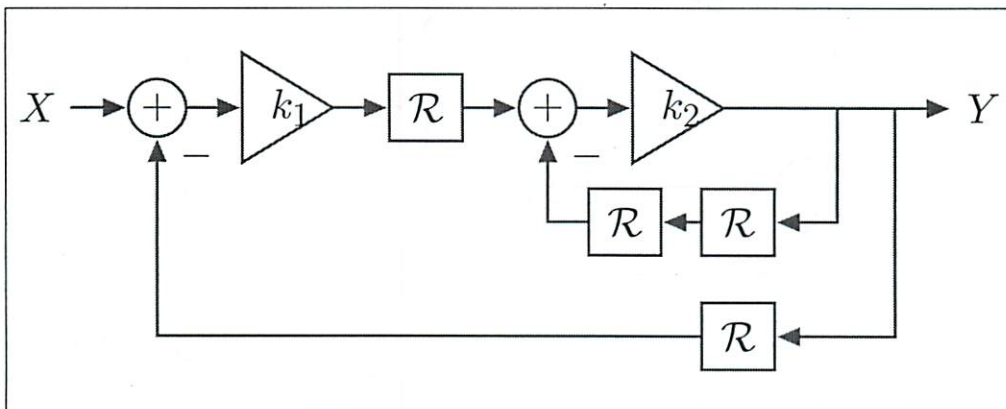 X + k₁ ℛ + k₂ Y
− −
ℛ ℛ
ℛ